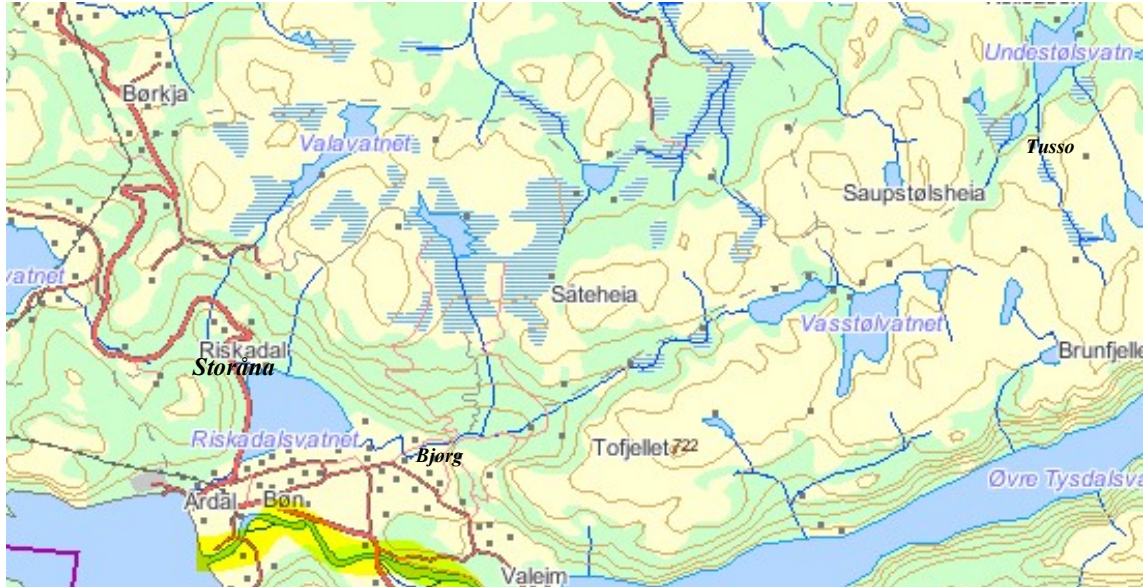 Undestølsvatn
Børkja
Valavatnet
Tusso
Saupstølsheia
vatnet
Såteheia
Vasstølvatnet
Riskadal
Brunfjelle
Storåna
Riskadalsvatnet
Tofjellet 722
Bjørg
Øvre Tysdalsva
Årdal
Bøn
Valeim